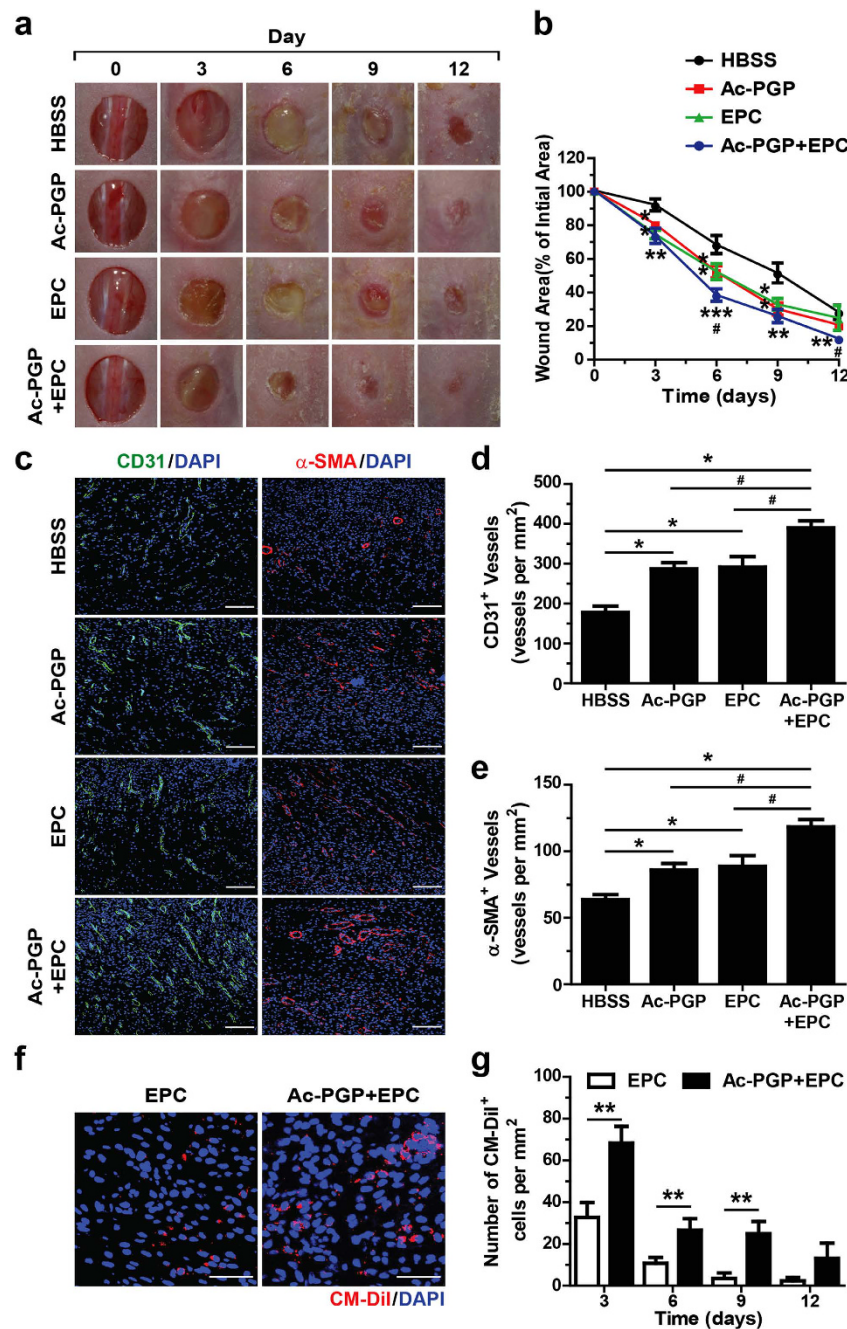 a
Day
0 3 6 9 12
HBSS
Ac-PGP
EPC
Ac-PGP
+EPC
b
HBSS
Ac-PGP
EPC
Ac-PGP+EPC
Wound Area(% of Intial Area)
120
100
80
60
40
20
0
*
*
**
*
*
***
#
*
*
**
**
#
0 3 6 9 12
Time (days)
c
CD31/DAPI α-SMA/DAPI
HBSS
Ac-PGP
EPC
Ac-PGP
+EPC
d
CD31+ Vessels
(vessels per mm2)
500
400
300
200
100
0
*
#
#
*
*
HBSS Ac-PGP EPC Ac-PGP
+EPC
e
α-SMA+ Vessels
(vessels per mm2)
150
100
50
0
*
#
#
*
*
HBSS Ac-PGP EPC Ac-PGP
+EPC
f
EPC Ac-PGP+EPC
CM-DiI/DAPI
g
EPC Ac-PGP+EPC
Number of CM-DiI+
cells per mm2
100
80
60
40
20
0
**
**
**
3 6 9 12
Time (days)